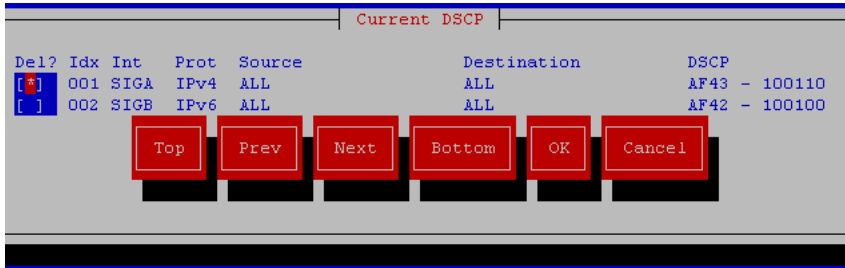 Current DSCP
Del? Idx Int Prot Source Destination DSCP
[*] 001 SIGA IPv4 ALL ALL AF43 - 100110
[ ] 002 SIGB IPv6 ALL ALL AF42 - 100100
Top Prev Next Bottom OK Cancel